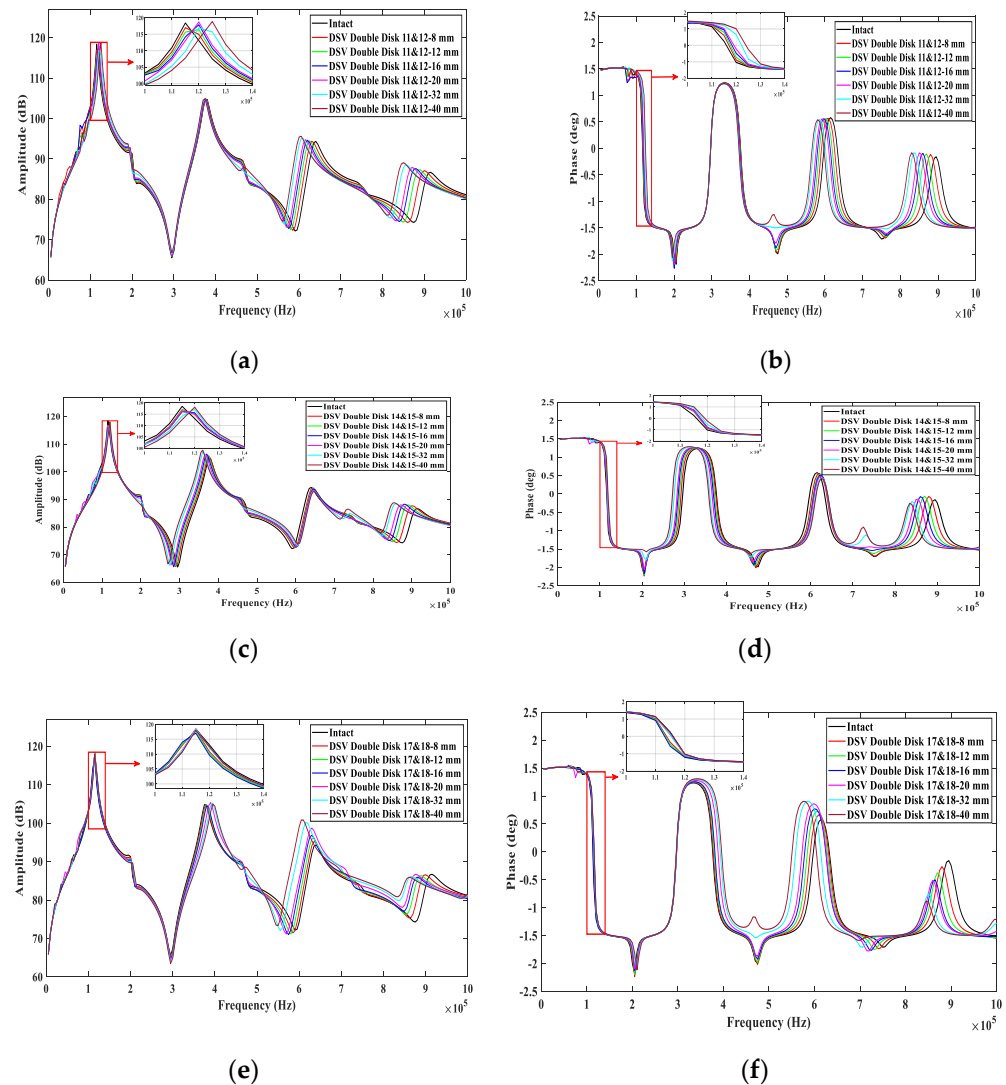 Intact
DSV Double Disk 11&12-8 mm
DSV Double Disk 11&12-12 mm
DSV Double Disk 11&12-16 mm
DSV Double Disk 11&12-20 mm
DSV Double Disk 11&12-32 mm
DSV Double Disk 11&12-40 mm
Amplitude (dB)
Frequency (Hz)
×10⁵
(a)
Intact
DSV Double Disk 11&12-8 mm
DSV Double Disk 11&12-12 mm
DSV Double Disk 11&12-16 mm
DSV Double Disk 11&12-20 mm
DSV Double Disk 11&12-32 mm
DSV Double Disk 11&12-40 mm
Phase (deg)
Frequency (Hz)
×10⁵
(b)
Intact
DSV Double Disk 14&15-8 mm
DSV Double Disk 14&15-12 mm
DSV Double Disk 14&15-16 mm
DSV Double Disk 14&15-20 mm
DSV Double Disk 14&15-32 mm
DSV Double Disk 14&15-40 mm
Amplitude (dB)
Frequency (Hz)
×10⁵
(c)
Intact
DSV Double Disk 14&15-8 mm
DSV Double Disk 14&15-12 mm
DSV Double Disk 14&15-16 mm
DSV Double Disk 14&15-20 mm
DSV Double Disk 14&15-32 mm
DSV Double Disk 14&15-40 mm
Phase (deg)
Frequency (Hz)
×10⁵
(d)
Intact
DSV Double Disk 17&18-8 mm
DSV Double Disk 17&18-12 mm
DSV Double Disk 17&18-16 mm
DSV Double Disk 17&18-20 mm
DSV Double Disk 17&18-32 mm
DSV Double Disk 17&18-40 mm
Amplitude (dB)
Frequency (Hz)
×10⁵
(e)
Intact
DSV Double Disk 17&18-8 mm
DSV Double Disk 17&18-12 mm
DSV Double Disk 17&18-16 mm
DSV Double Disk 17&18-20 mm
DSV Double Disk 17&18-32 mm
DSV Double Disk 17&18-40 mm
Phase (deg)
Frequency (Hz)
×10⁵
(f)